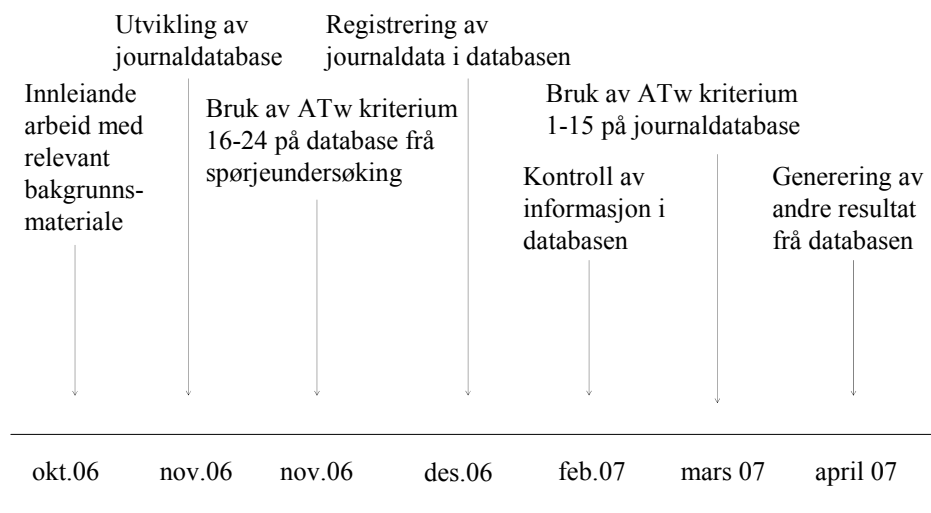 Innleiande
arbeid med
relevant
bakgrunns-
materiale
Utvikling av
journaldatabase
Bruk av ATw kriterium
16-24 på database frå
spørjeundersøking
Registrering av
journaldata i databasen
Kontroll av
informasjon i
databasen
Bruk av ATw kriterium
1-15 på journaldatabase
Generering av
andre resultat
frå databasen
okt.06 nov.06 nov.06 des.06 feb.07 mars 07 april 07